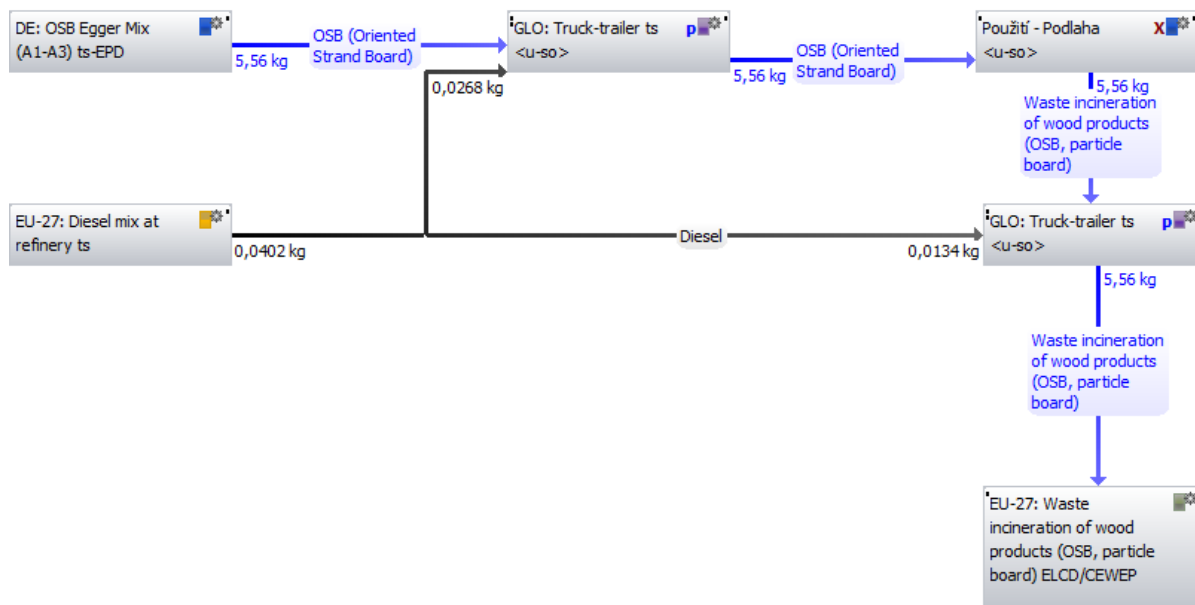 DE: OSB Egger Mix
(A1-A3) ts-EPD
5,56 kg
OSB (Oriented
Strand Board)
GLO: Truck-trailer ts
<u-so>
p
0,0268 kg
5,56 kg
OSB (Oriented
Strand Board)
Použití - Podlaha
<u-so>
X
5,56 kg
Waste incineration
of wood products
(OSB, particle
board)
EU-27: Diesel mix at
refinery ts
0,0402 kg
Diesel
0,0134 kg
GLO: Truck-trailer ts
<u-so>
p
5,56 kg
Waste incineration
of wood products
(OSB, particle
board)
EU-27: Waste
incineration of wood
products (OSB, particle
board) ELCD/CEWEP